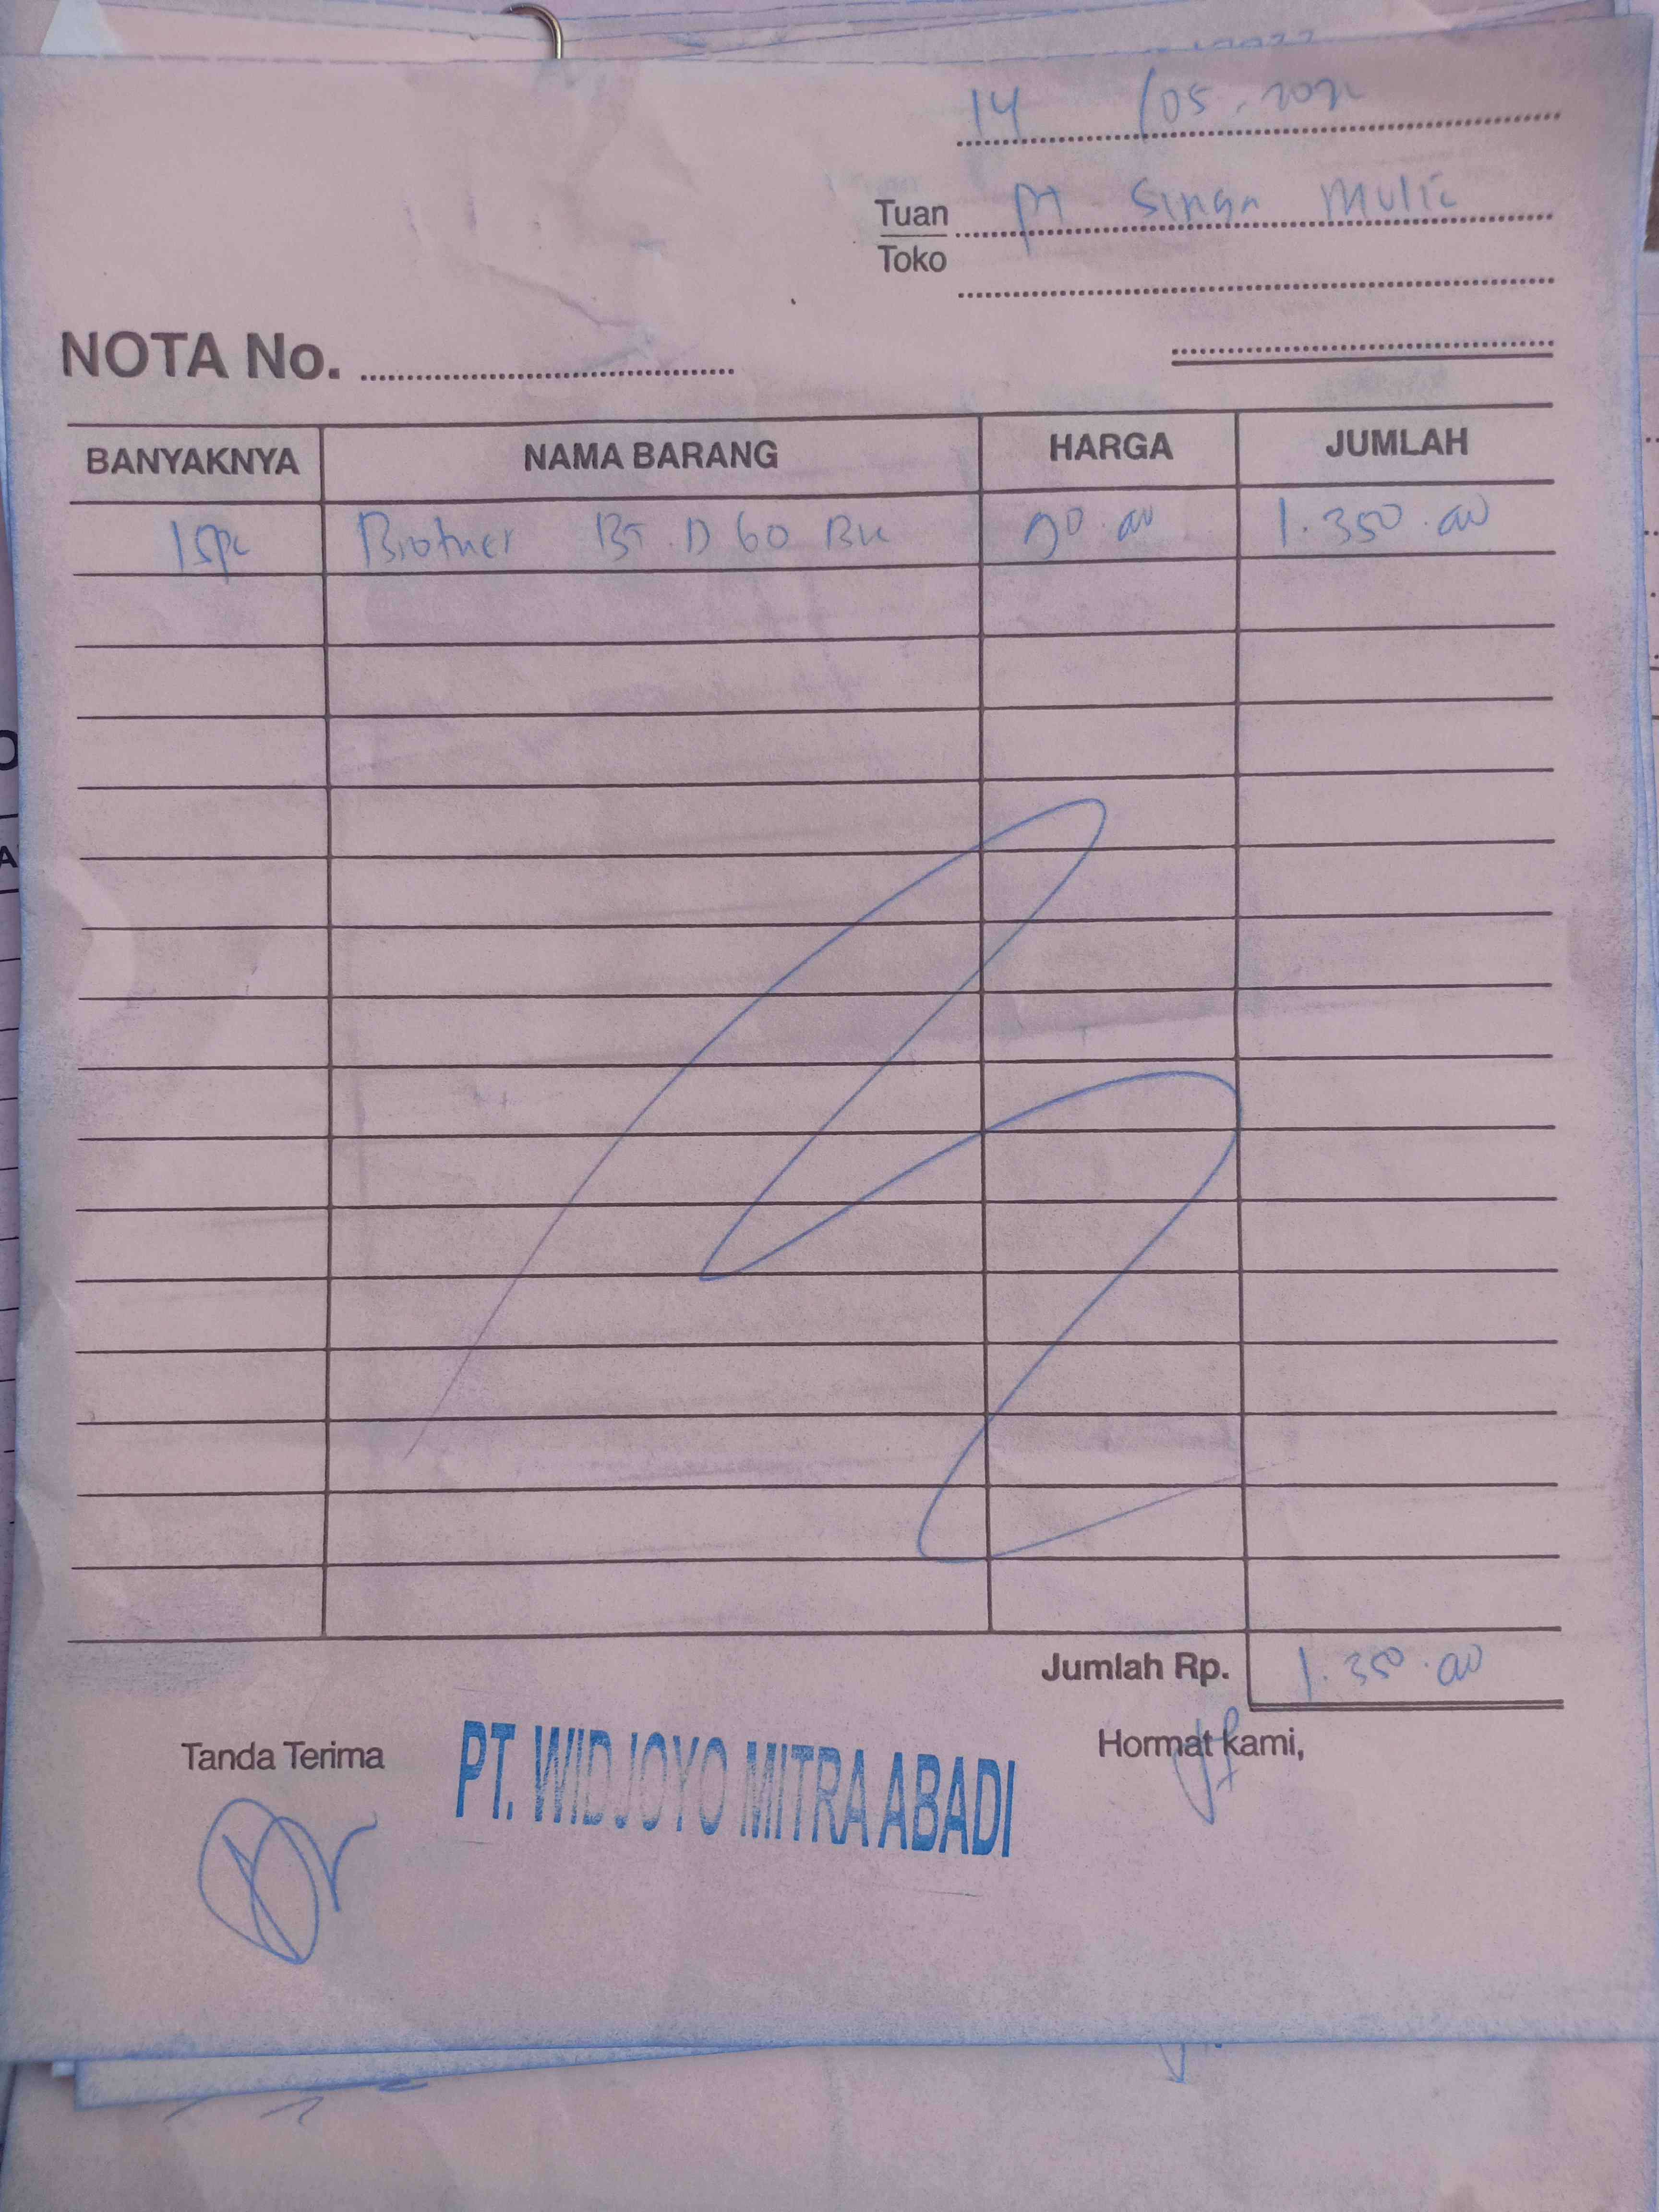 14 /05.2022
Tuan PT Singa Mulia
Toko
NOTA No.
BANYAKNYA NAMA BARANG HARGA JUMLAH
15pc Brother BT.D60 BK 90.000 1.350.000
Jumlah Rp. 1.350.000
Tanda Terima PT. WIDJOYO MITRA ABADI Hormat kami,